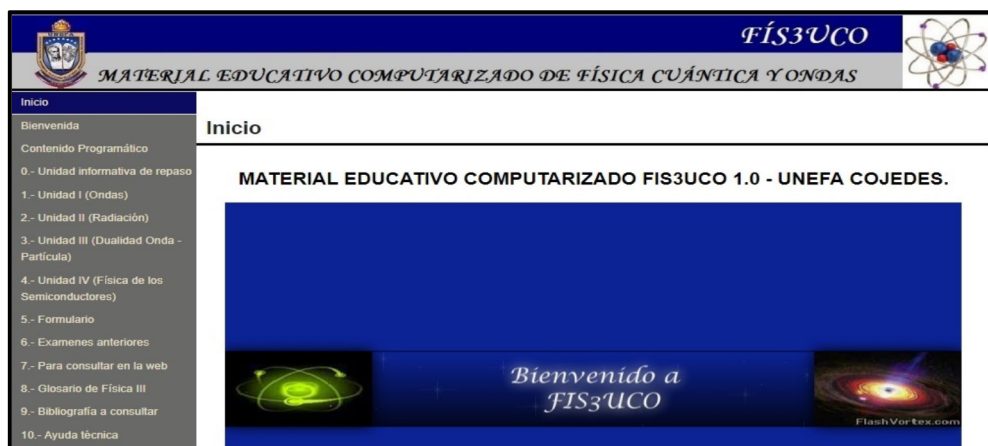 UNEFA
FÍS3UCO
MATERIAL EDUCATIVO COMPUTARIZADO DE FÍSICA CUÁNTICA Y ONDAS
Inicio
Bienvenida
Contenido Programático
0.- Unidad informativa de repaso
1.- Unidad I (Ondas)
2.- Unidad II (Radiación)
3.- Unidad III (Dualidad Onda -
Partícula)
4.- Unidad IV (Física de los
Semiconductores)
5.- Formulario
6.- Examenes anteriores
7.- Para consultar en la web
8.- Glosario de Física III
9.- Bibliografía a consultar
10.- Ayuda técnica
Inicio
MATERIAL EDUCATIVO COMPUTARIZADO FIS3UCO 1.0 - UNEFA COJEDES.
Bienvenido a
FIS3UCO
FlashVortex.com